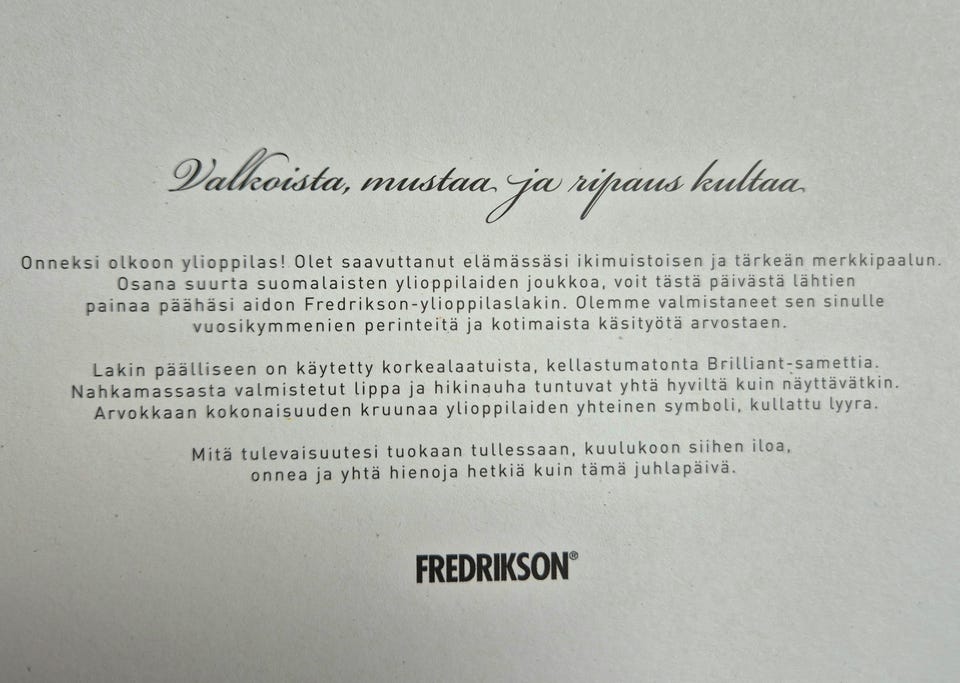 Valkoista, mustaa ja ripaus kultaa
Onneksi olkoon ylioppilas! Olet saavuttanut elämässäsi ikimuistoisen ja tärkeän merkkipaalun.
Osana suurta suomalaisten ylioppilaiden joukkoa, voit tästä päivästä lähtien
painaa päähäsi aidon Fredrikson-ylioppilaslakin. Olemme valmistaneet sen sinulle
vuosikymmenien perinteitä ja kotimaista käsityötä arvostaen.
Lakin päälliseen on käytetty korkealaatuista, kellastumatonta Brilliant-samettia.
Nahkamassasta valmistetut lippa ja hikinauha tuntuvat yhtä hyviltä kuin näyttävätkin.
Arvokkaan kokonaisuuden kruunaa ylioppilaiden yhteinen symboli, kullattu lyyra.
Mitä tulevaisuutesi tuokaan tullessaan, kuulukoon siihen iloa,
onnea ja yhtä hienoja hetkiä kuin tämä juhlapäivä.
FREDRIKSON®